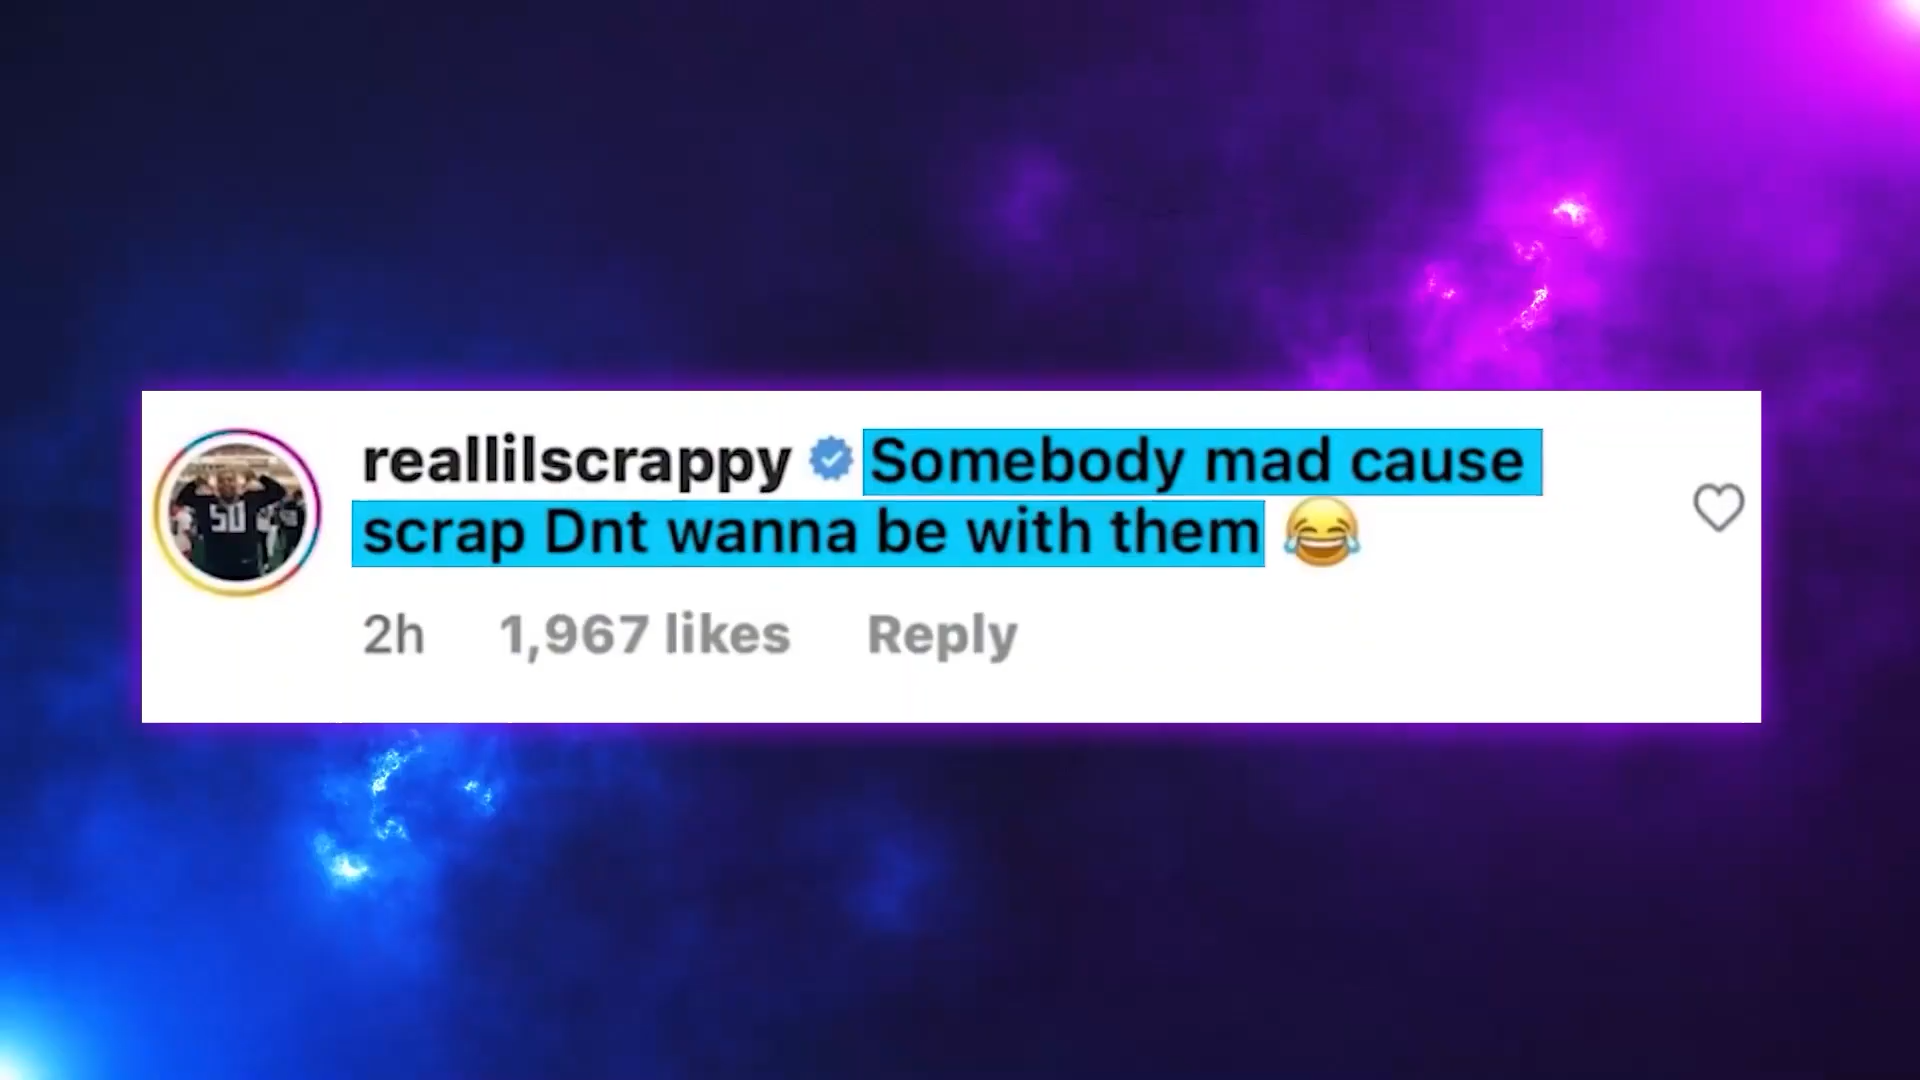 reallilscrappy Somebody mad cause
scrap Dnt wanna be with them 😂
2h 1,967 likes Reply
50